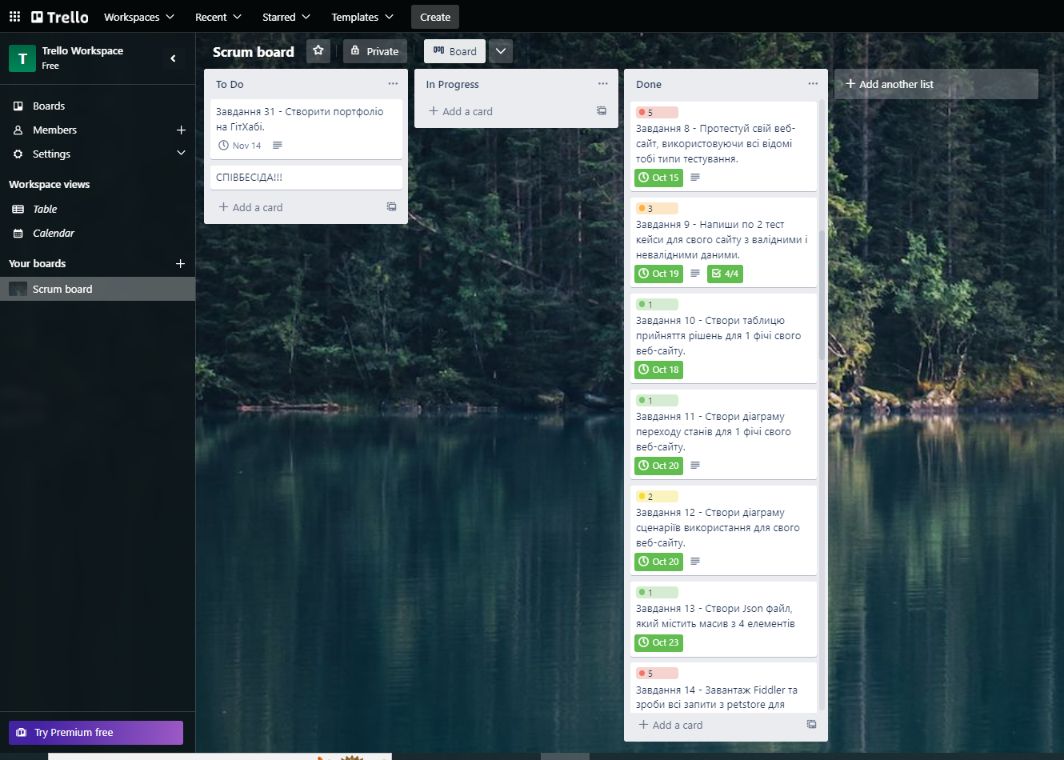 Trello
Workspaces
Recent
Starred
Templates
Create
T
Trello Workspace
Free
Boards
Members
Settings
Workspace views
Table
Calendar
Your boards
Scrum board
Try Premium free
Scrum board
Private
Board
To Do
Завдання 31 - Створити портфоліо
на ГітХабі.
Nov 14
СПІВБЕСІДА!!!
+ Add a card
In Progress
+ Add a card
Done
5
Завдання 8 - Протестуй свій веб-
сайт, використовуючи всі відомі
тобі типи тестування.
Oct 15
3
Завдання 9 - Напиши по 2 тест
кейси для свого сайту з валідними і
невалідними даними.
Oct 19
4/4
1
Завдання 10 - Створи таблицю
прийняття рішень для 1 фічі свого
веб-сайту.
Oct 18
1
Завдання 11 - Створи діаграму
переходу станів для 1 фічі свого
веб-сайту.
Oct 20
2
Завдання 12 - Створи діаграму
сценаріїв використання для свого
веб-сайту.
Oct 20
1
Завдання 13 - Створи Json файл,
який містить масив з 4 елементів
Oct 23
5
Завдання 14 - Завантаж Fiddler та
зроби всі запити з petstore для
+ Add a card
+ Add another list